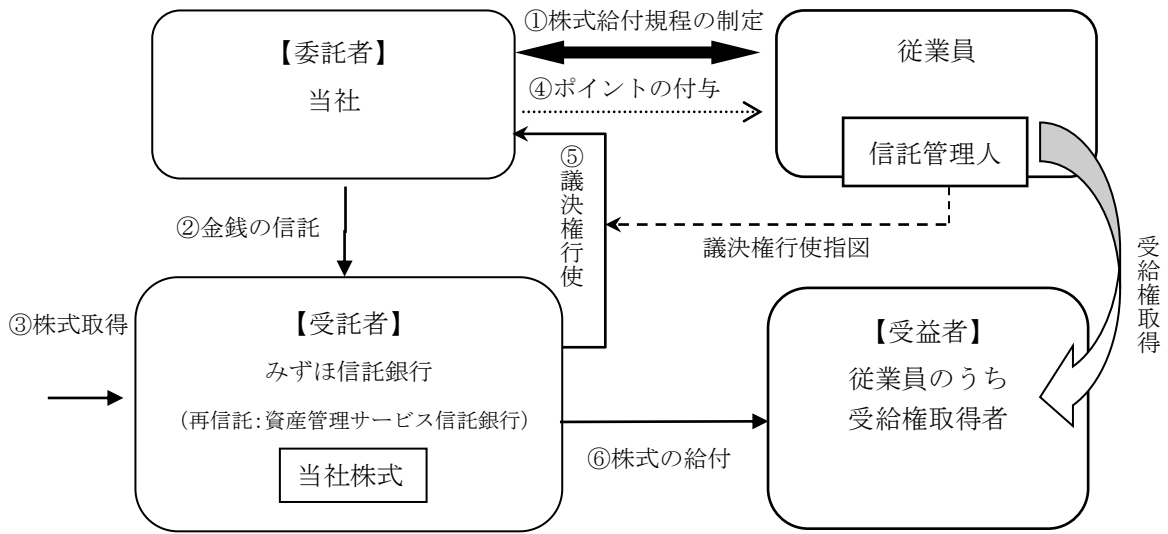 ①株式給付規程の制定
【委託者】
当社
従業員
④ポイントの付与
信託管理人
⑤議決権行使
②金銭の信託
議決権行使指図
受給権取得
③株式取得
【受託者】
みずほ信託銀行
(再信託:資産管理サービス信託銀行)
当社株式
【受益者】
従業員のうち
受給権取得者
⑥株式の給付